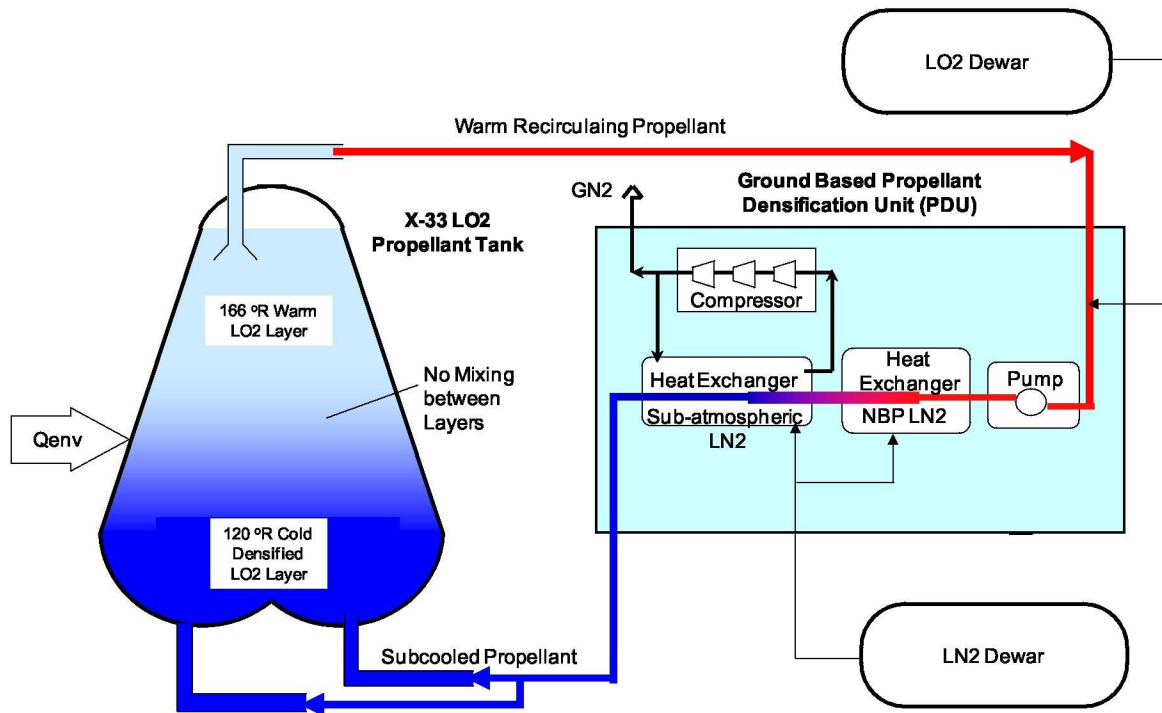 LO2 Dewar
Warm Recirculaing Propellant
GN2
Ground Based Propellant
Densification Unit (PDU)
X-33 LO2
Propellant Tank
Compressor
166 ºR Warm
LO2 Layer
No Mixing
between
Layers
Qenv
Heat Exchanger
Sub-atmospheric
LN2
Heat
Exchanger
NBP LN2
Pump
120 ºR Cold
Densified
LO2 Layer
Subcooled Propellant
LN2 Dewar